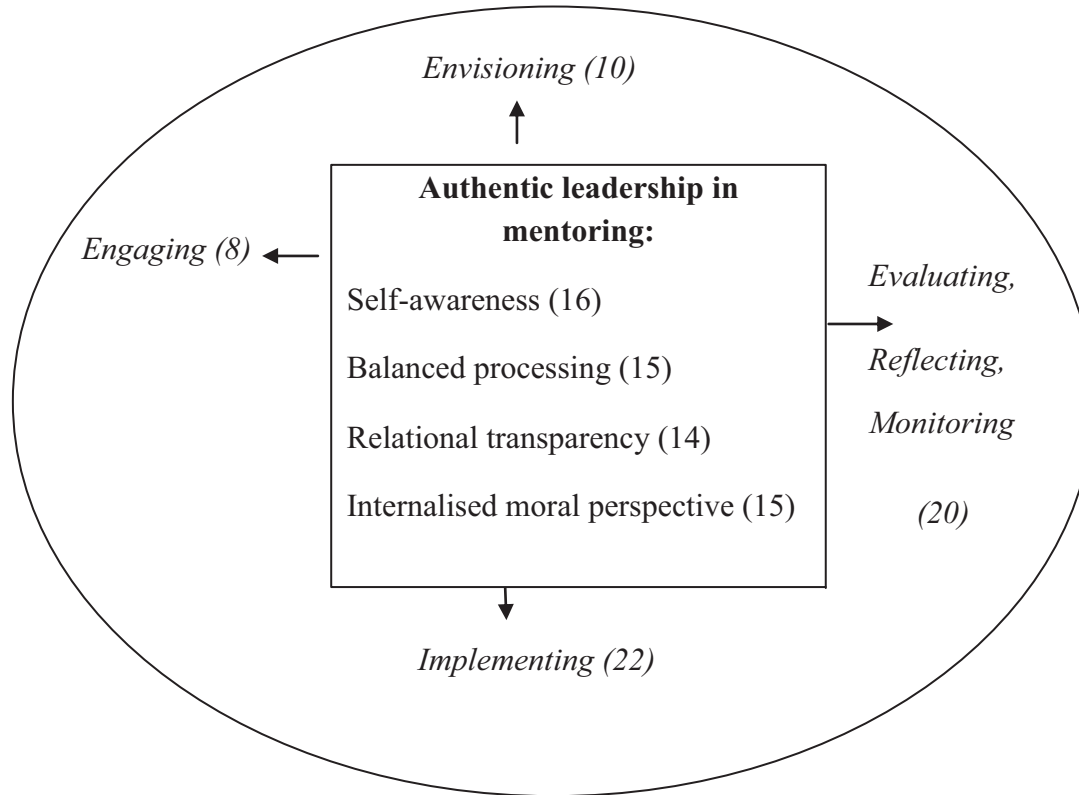 Envisioning (10)
Authentic leadership in
mentoring:
Engaging (8)
Self-awareness (16)
Balanced processing (15)
Relational transparency (14)
Internalised moral perspective (15)
Evaluating,
Reflecting,
Monitoring
(20)
Implementing (22)